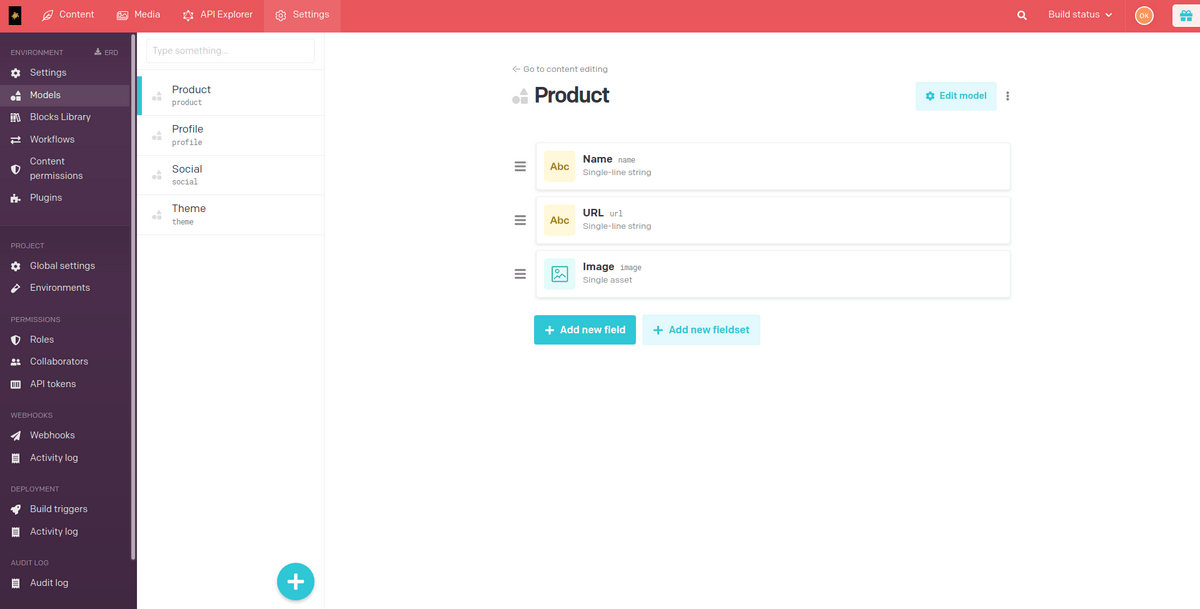 Content
Media
API Explorer
Settings
Build status
OK
ENVIRONMENT
ERD
Settings
Models
Blocks Library
Workflows
Content
permissions
Plugins
PROJECT
Global settings
Environments
PERMISSIONS
Roles
Collaborators
API tokens
WEBHOOKS
Webhooks
Activity log
DEPLOYMENT
Build triggers
Activity log
AUDIT LOG
Audit log
Type something...
Product
product
Profile
profile
Social
social
Theme
theme
Go to content editing
Product
Edit model
Abc
Name name
Single-line string
Abc
URL url
Single-line string
Image image
Single asset
Add new field
Add new fieldset